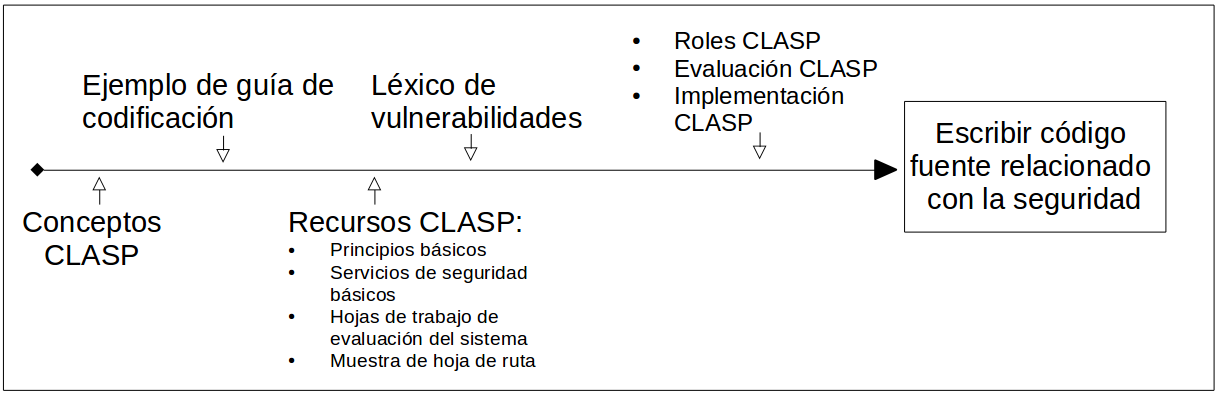 Ejemplo de guía de
codificación
Léxico de
vulnerabilidades
• Roles CLASP
• Evaluación CLASP
• Implementación
CLASP
Escribir código
fuente relacionado
con la seguridad
Conceptos
CLASP
Recursos CLASP:
• Principios básicos
• Servicios de seguridad
básicos
• Hojas de trabajo de
evaluación del sistema
• Muestra de hoja de ruta